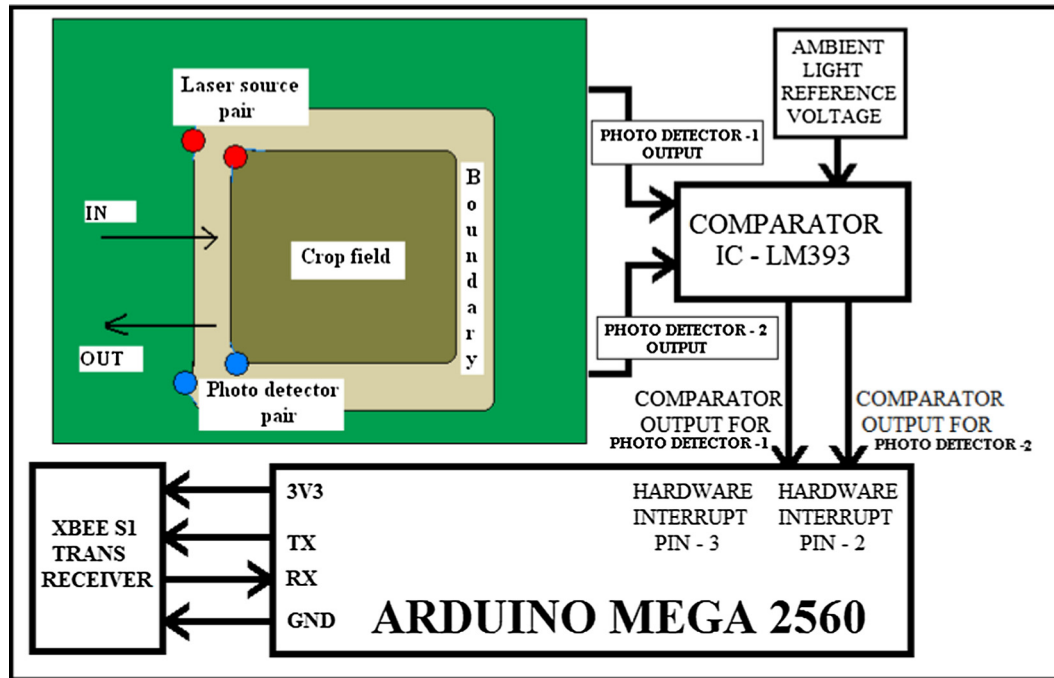 Laser source
pair
IN
OUT
Crop field
B
o
u
n
d
a
r
y
Photo detector
pair
PHOTO DETECTOR -1
OUTPUT
PHOTO DETECTOR - 2
OUTPUT
AMBIENT
LIGHT
REFERENCE
VOLTAGE
COMPARATOR
IC - LM393
COMPARATOR
OUTPUT FOR
PHOTO DETECTOR -1
COMPARATOR
OUTPUT FOR
PHOTO DETECTOR -2
XBEE S1
TRANS
RECEIVER
3V3
TX
RX
GND
HARDWARE
INTERRUPT
PIN - 3
HARDWARE
INTERRUPT
PIN - 2
ARDUINO MEGA 2560